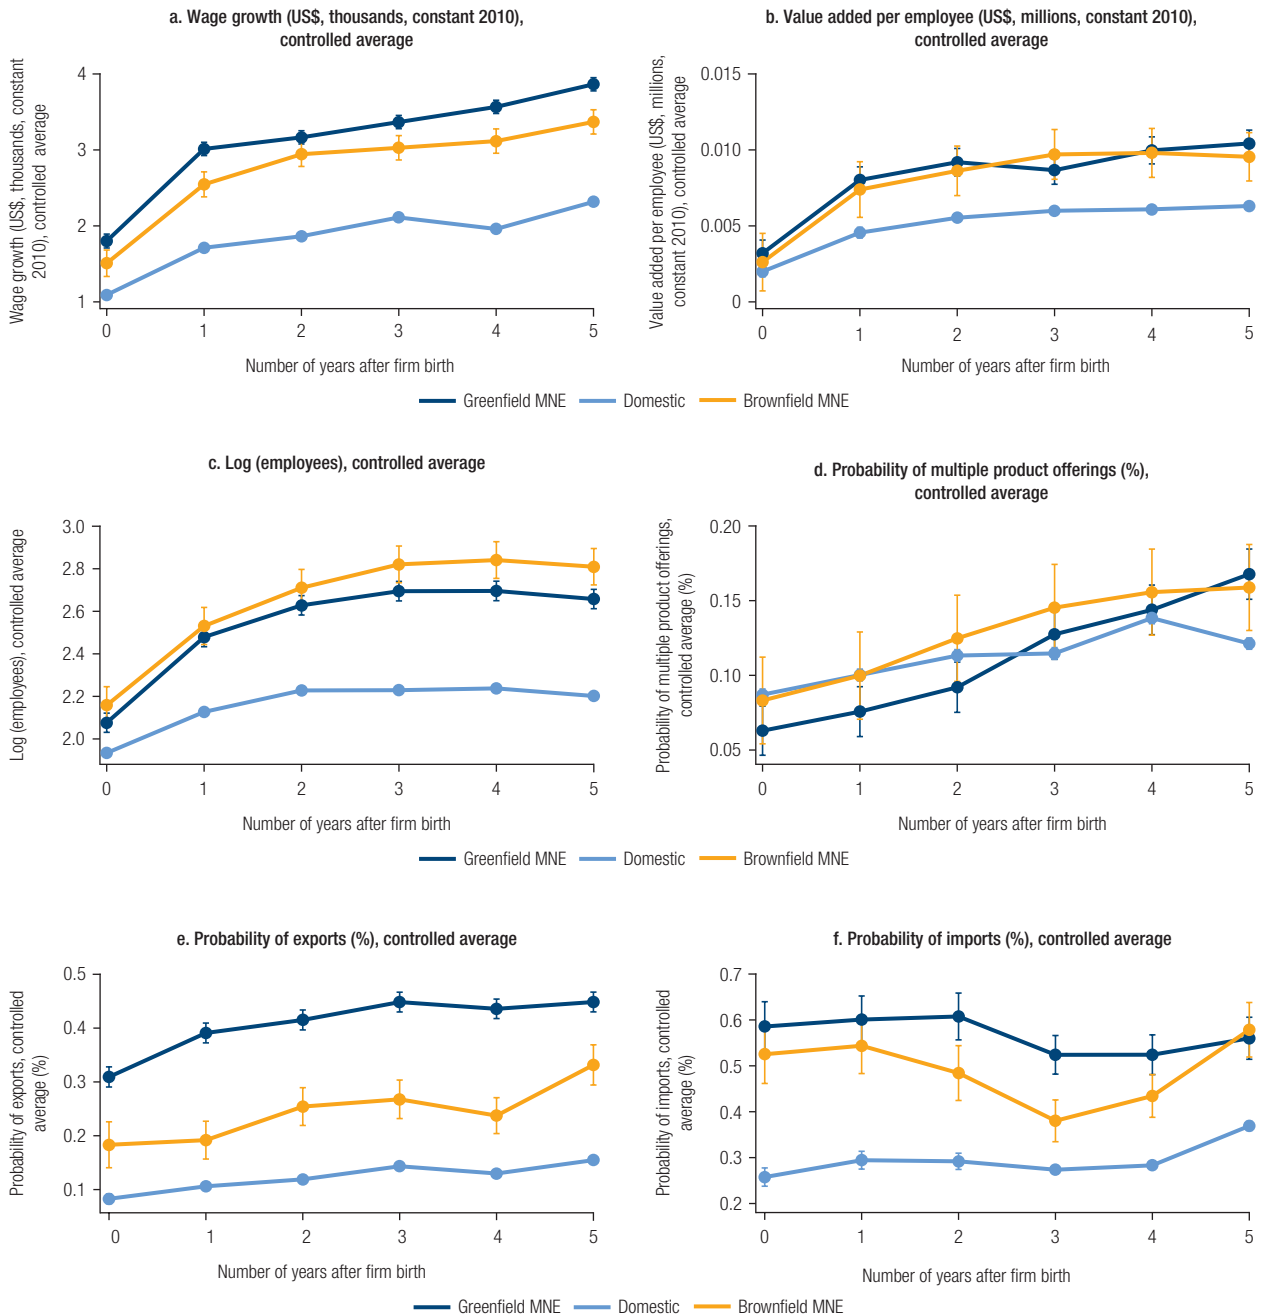 a. Wage growth (US$, thousands, constant 2010),
controlled average
Wage growth (US$, thousands, constant
2010), controlled average
4
3
2
1
0 1 2 3 4 5
Number of years after firm birth
b. Value added per employee (US$, millions, constant 2010),
controlled average
Value added per employee (US$, millions,
constant 2010), controlled average
0.015
0.010
0.005
0
0 1 2 3 4 5
Number of years after firm birth
Greenfield MNE Domestic Brownfield MNE
c. Log (employees), controlled average
Log (employees), controlled average
3.0
2.8
2.6
2.4
2.2
2.0
0 1 2 3 4 5
Number of years after firm birth
d. Probability of multiple product offerings (%),
controlled average
Probability of multiple product offerings,
controlled average (%)
0.20
0.15
0.10
0.05
0 1 2 3 4 5
Number of years after firm birth
Greenfield MNE Domestic Brownfield MNE
e. Probability of exports (%), controlled average
Probability of exports, controlled
average (%)
0.5
0.4
0.3
0.2
0.1
0 1 2 3 4 5
Number of years after firm birth
f. Probability of imports (%), controlled average
Probability of imports, controlled
average (%)
0.7
0.6
0.5
0.4
0.3
0.2
0 1 2 3 4 5
Number of years after firm birth
Greenfield MNE Domestic Brownfield MNE